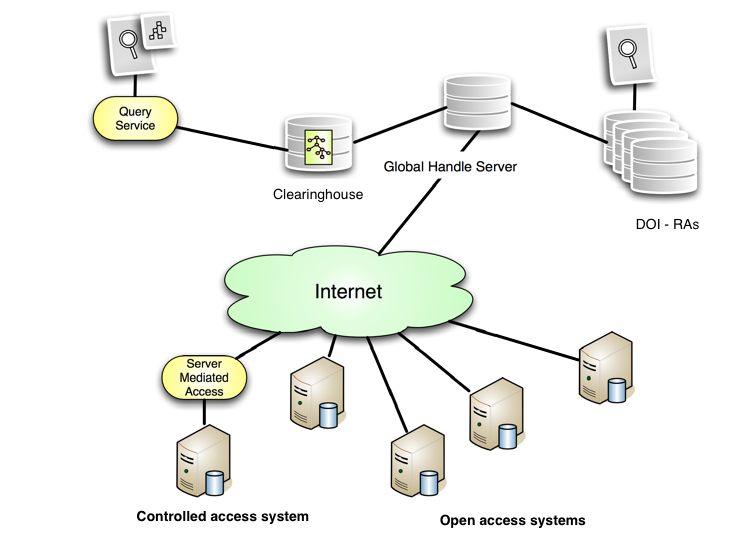 Query
Service
Clearinghouse
Global Handle Server
DOI - RAs
Internet
Server
Mediated
Access
Controlled access system
Open access systems